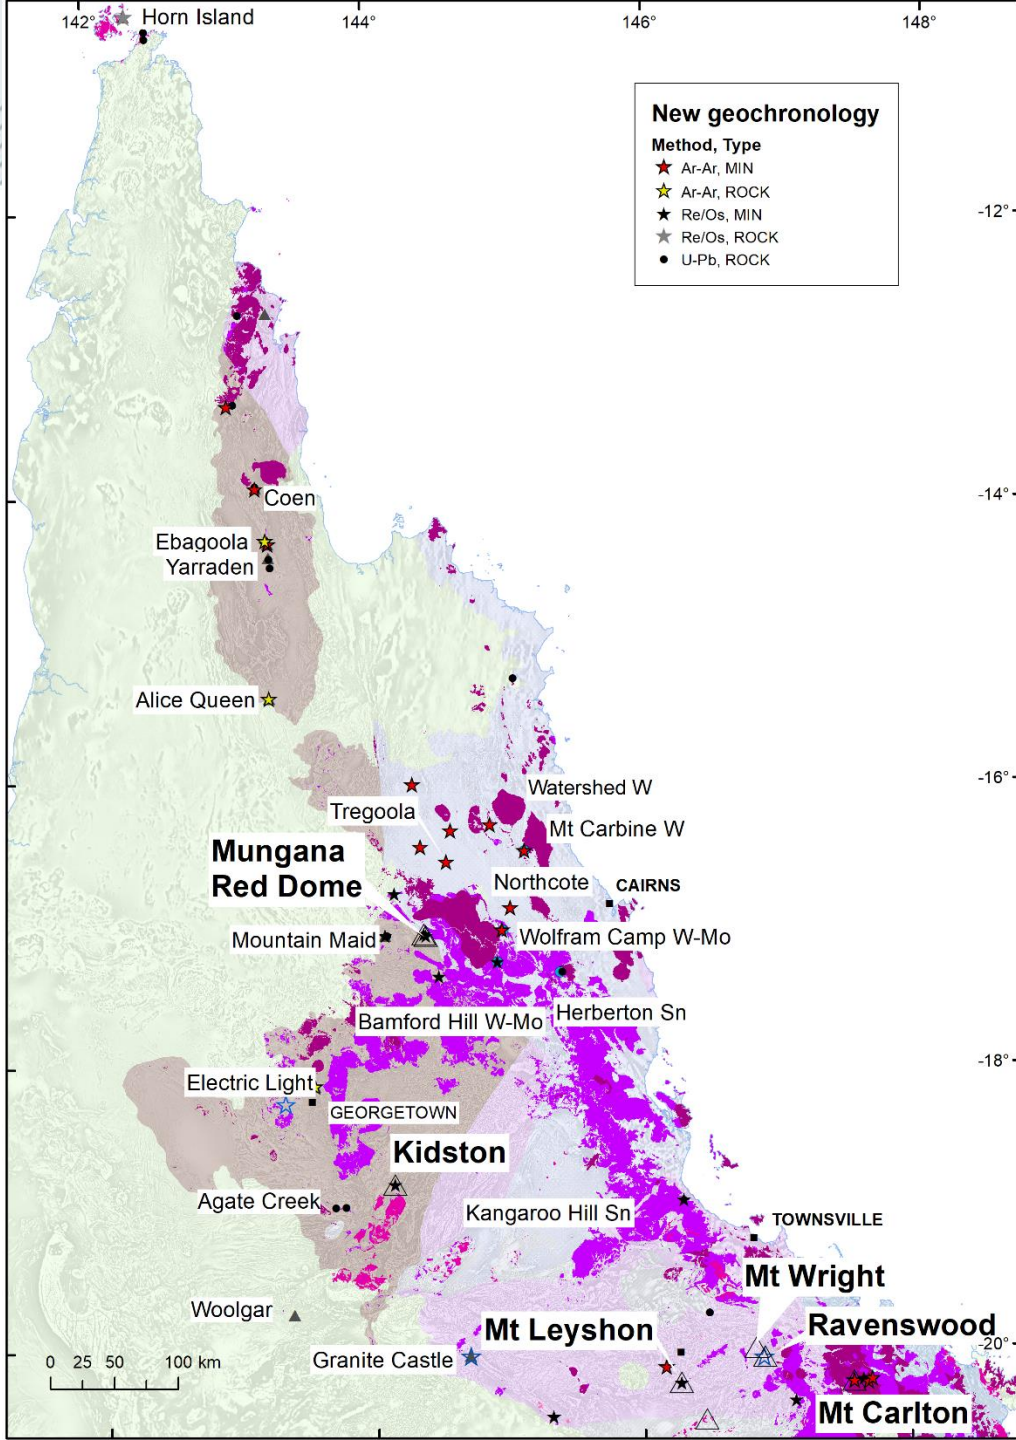 142°
144°
146°
148°
Horn Island
New geochronology
Method, Type
Ar-Ar, MIN
Ar-Ar, ROCK
Re/Os, MIN
Re/Os, ROCK
U-Pb, ROCK
-12°
-14°
Coen
Ebagoola
Yarraden
Alice Queen
-16°
Watershed W
Tregoola
Mt Carbine W
Mungana
Red Dome
Northcote
CAIRNS
Mountain Maid
Wolfram Camp W-Mo
Herberton Sn
Bamford Hill W-Mo
-18°
Electric Light
GEORGETOWN
Kidston
Agate Creek
Kangaroo Hill Sn
TOWNSVILLE
Mt Wright
Woolgar
Mt Leyshon
Ravenswood
-20°
Granite Castle
0 25 50 100 km
Mt Carlton